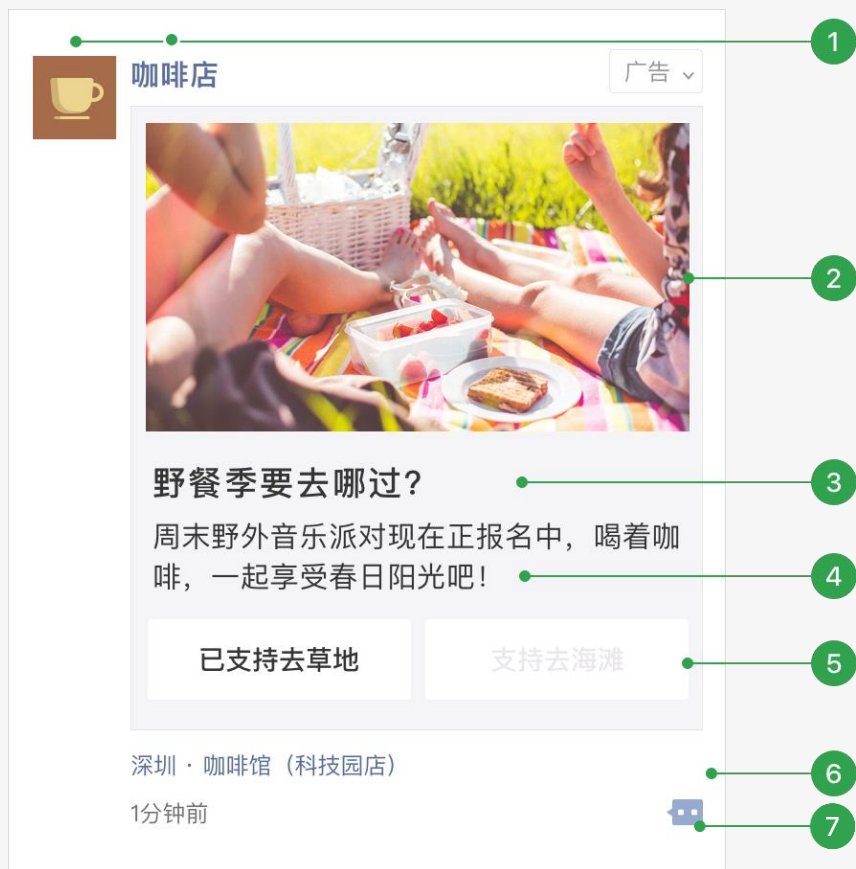 1
咖啡店
广告
2
野餐季要去哪过?
3
周末野外音乐派对现在正报名中，喝着咖
啡，一起享受春日阳光吧！
4
已支持去草地
支持去海滩
5
深圳 · 咖啡馆（科技园店）
6
1分钟前
7